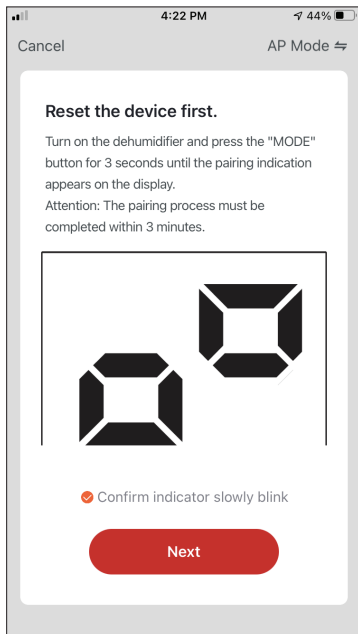 4:22 PM
44%
Cancel
AP Mode
Reset the device first.
Turn on the dehumidifier and press the "MODE"
button for 3 seconds until the pairing indication
appears on the display.
Attention: The pairing process must be
completed within 3 minutes.
Confirm indicator slowly blink
Next